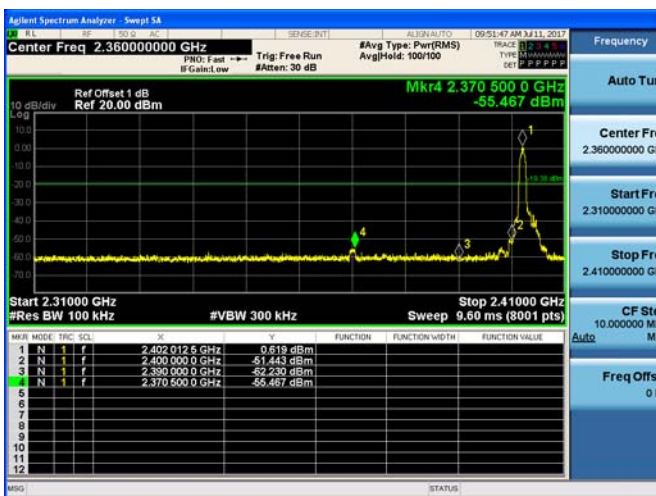 Agilent Spectrum Analyzer - Swept SA
RL RF 50 Ω AC SENSE:INT ALIGN AUTO 09:51:47 AM Jul 11, 2017
Center Freq 2.360000000 GHz
PNO: Fast
IFGain:Low
Trig: Free Run
#Atten: 30 dB
#Avg Type: Pwr(RMS)
Avg|Hold: 100/100
TRACE 1 2 3 4 5 6
TYPE
DET P P P P P P
Frequency
Auto Tu
Center Fr
2.360000000 G
Start Fr
2.310000000 G
Stop Fr
2.410000000 G
CF Ste
10.000000 M
Auto M
Freq Offs
0
Ref Offset 1 dB
10 dB/div Ref 20.00 dBm
Log
Mkr4 2.370 500 0 GHz
-55.467 dBm
10.0
0.00
-10.0
-20.0
-30.0
-40.0
-50.0
-60.0
-70.0
-19.38 dBm
1
2
3
4
Start 2.31000 GHz Stop 2.41000 GHz
#Res BW 100 kHz #VBW 300 kHz Sweep 9.60 ms (8001 pts)
MKR MODE TRC SCL X Y FUNCTION FUNCTION WIDTH FUNCTION VALUE
1 N 1 f 2.402 012 5 GHz 0.619 dBm
2 N 1 f 2.400 000 0 GHz -51.443 dBm
3 N 1 f 2.390 000 0 GHz -62.230 dBm
4 N 1 f 2.370 500 0 GHz -55.467 dBm
5
6
7
8
9
10
11
12
MSG STATUS